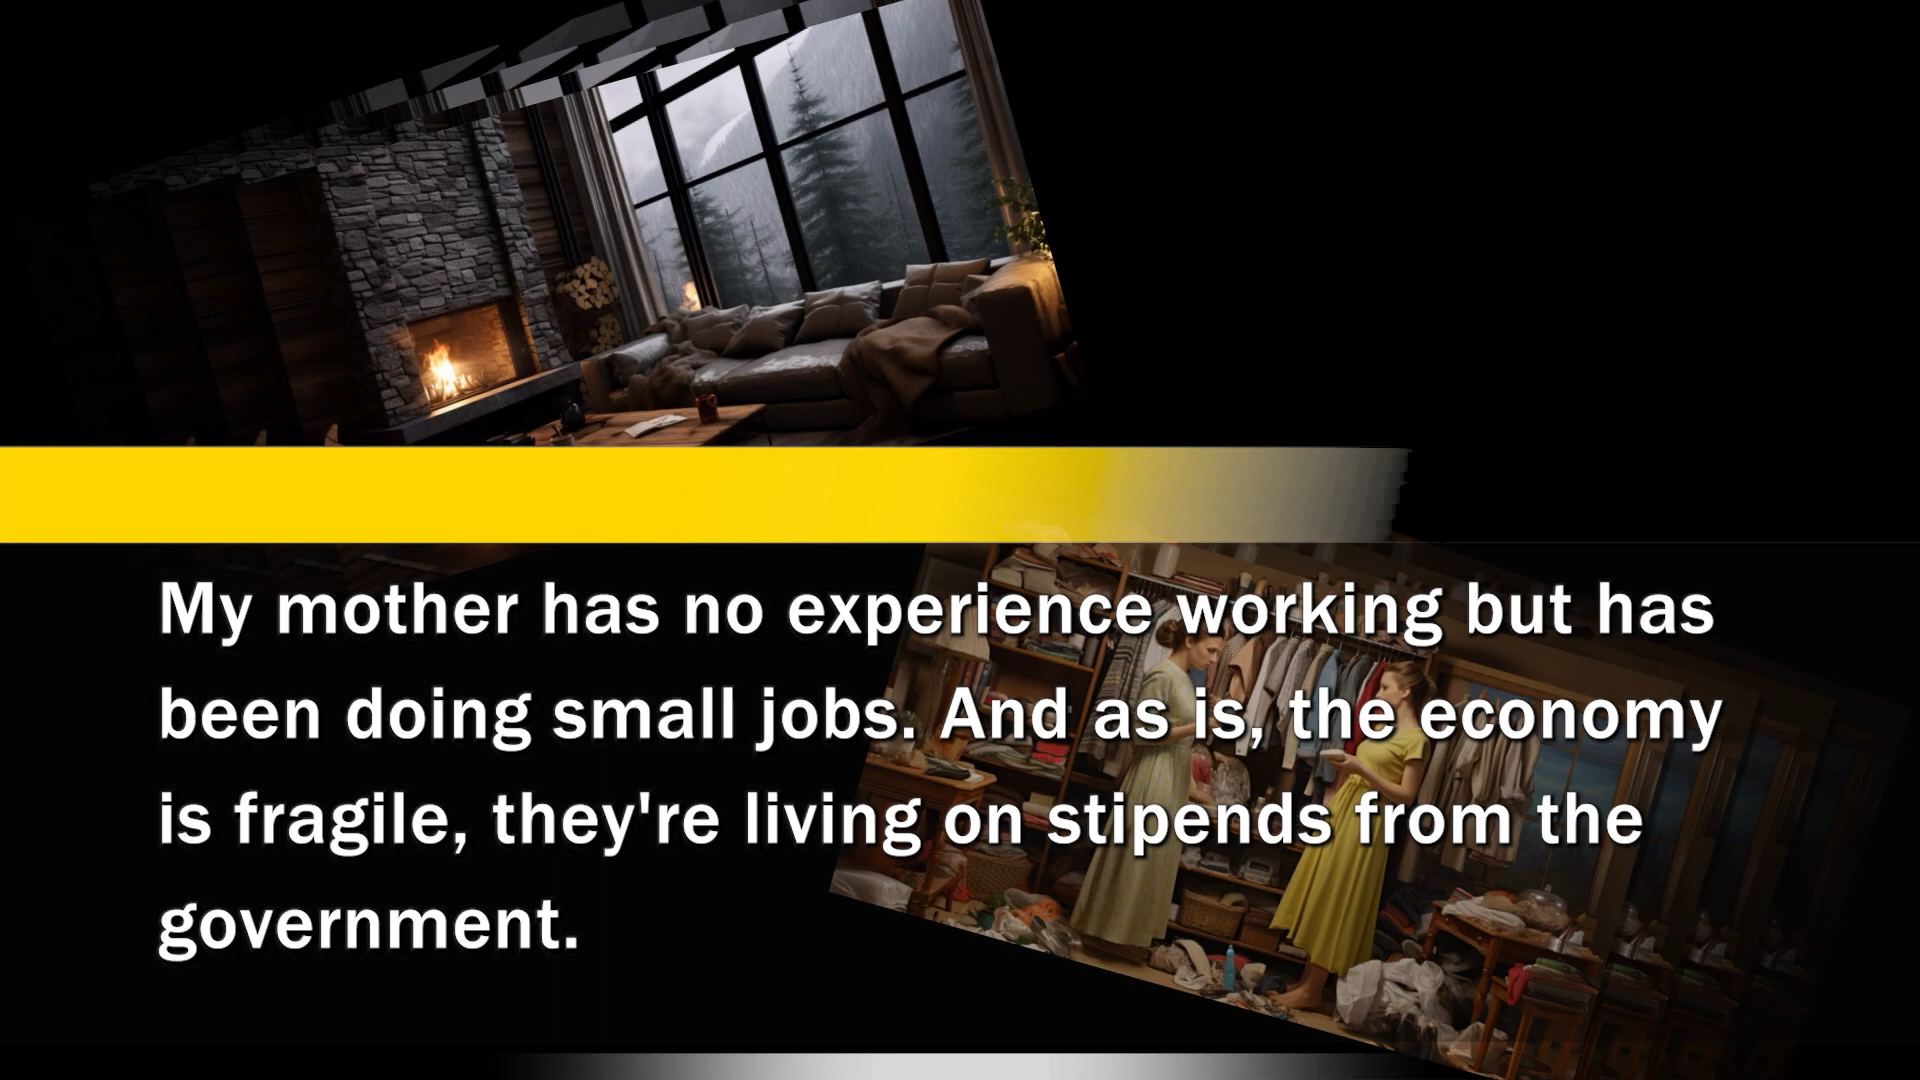 My mother has no experience working but has
been doing small jobs. And as is, the economy
is fragile, they're living on stipends from the
government.